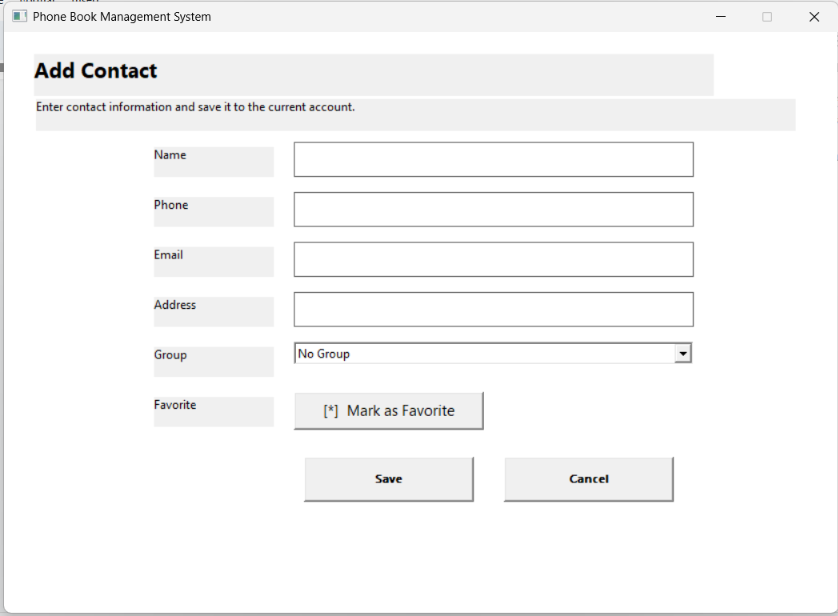 Phone Book Management System
Add Contact
Enter contact information and save it to the current account.
Name
Phone
Email
Address
Group
No Group
Favorite
[*] Mark as Favorite
Save
Cancel